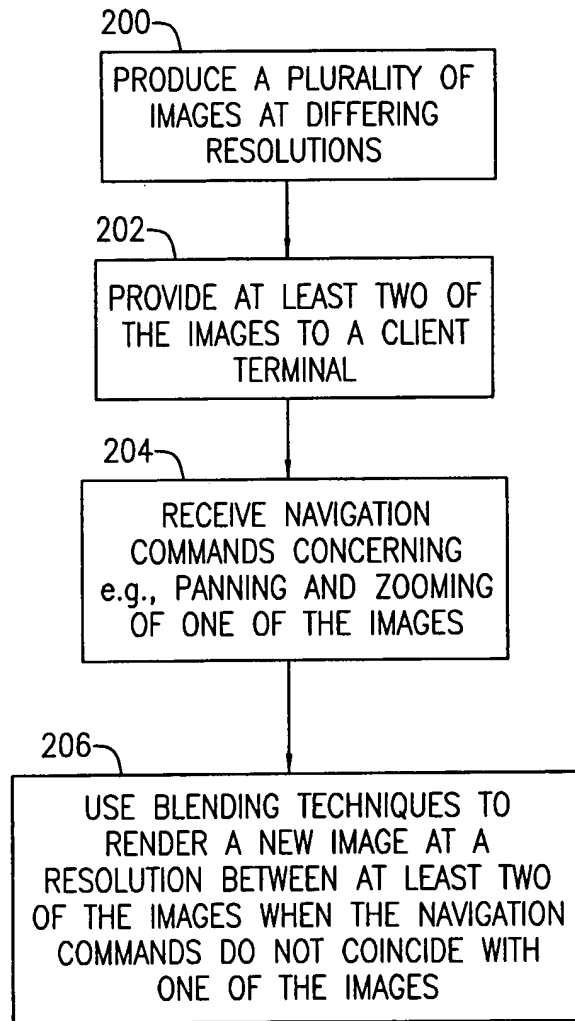 200
PRODUCE A PLURALITY OF
IMAGES AT DIFFERING
RESOLUTIONS
202
PROVIDE AT LEAST TWO OF
THE IMAGES TO A CLIENT
TERMINAL
204
RECEIVE NAVIGATION
COMMANDS CONCERNING
e.g., PANNING AND ZOOMING
OF ONE OF THE IMAGES
206
USE BLENDING TECHNIQUES TO
RENDER A NEW IMAGE AT A
RESOLUTION BETWEEN AT LEAST TWO
OF THE IMAGES WHEN THE NAVIGATION
COMMANDS DO NOT COINCIDE WITH
ONE OF THE IMAGES